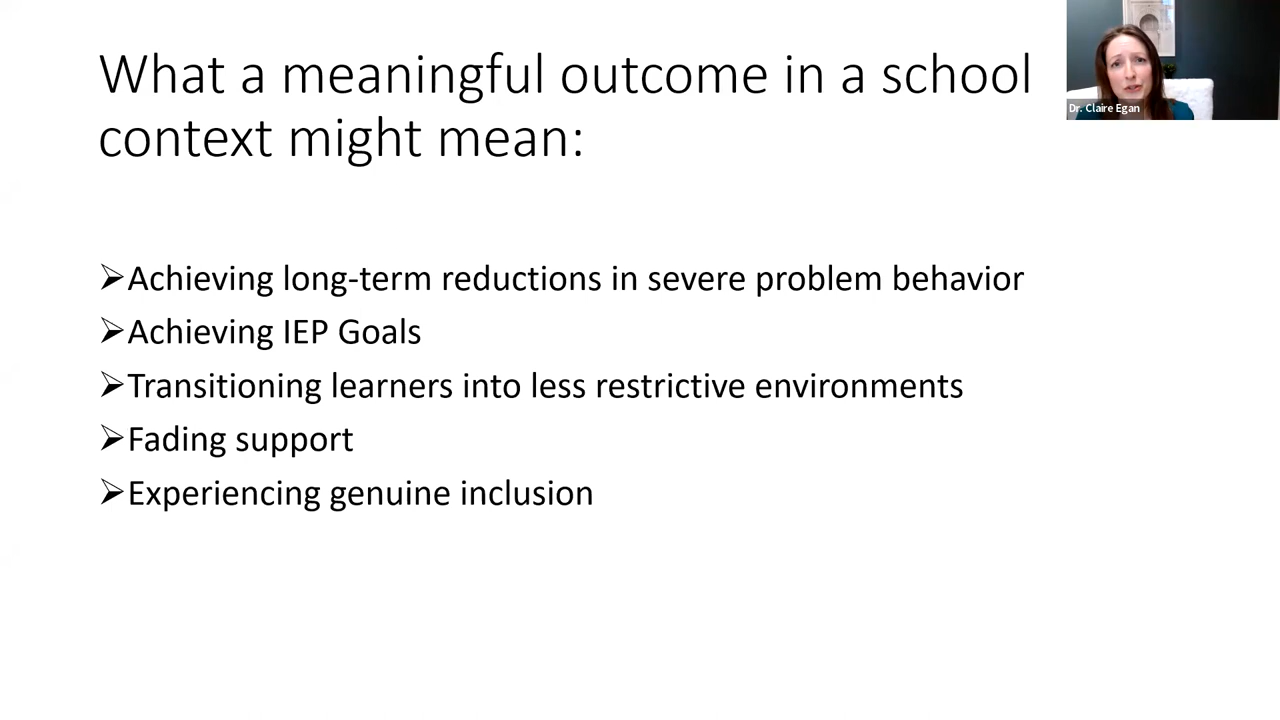 What a meaningful outcome in a school
context might mean:
Dr. Claire Egan
➢Achieving long-term reductions in severe problem behavior
➢Achieving IEP Goals
➢Transitioning learners into less restrictive environments
➢Fading support
➢Experiencing genuine inclusion